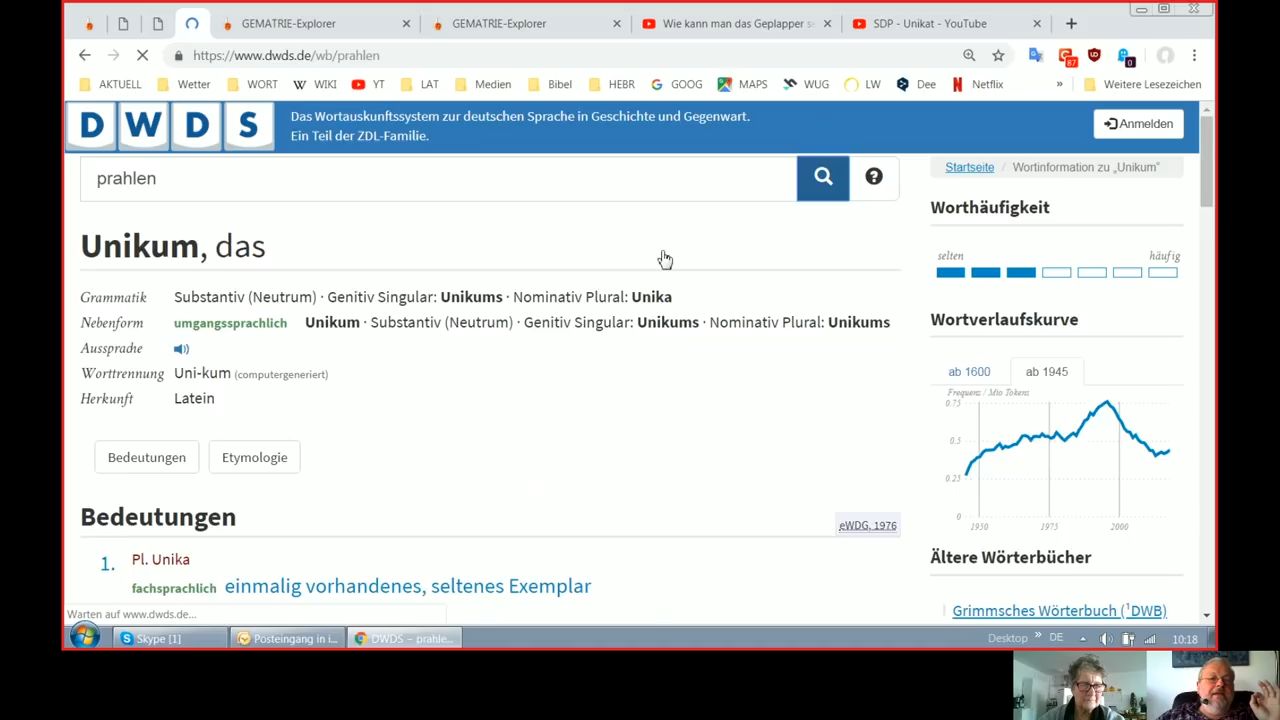 GEMATRIE-Explorer
GEMATRIE-Explorer
Wie kann man das Geplapper s
SDP - Unikat - YouTube
https://www.dwds.de/wb/prahlen
87
0
AKTUELL
Wetter
WORT
W WIKI
YT
LAT
Medien
Bibel
HEBR
G GOOG
MAPS
WUG
LW
Dee
N Netflix
»
Weitere Lesezeichen
D W D S
Das Wortauskunftssystem zur deutschen Sprache in Geschichte und Gegenwart.
Ein Teil der ZDL-Familie.
Anmelden
prahlen
Startseite / Wortinformation zu „Unikum“
Unikum, das
Grammatik Substantiv (Neutrum) · Genitiv Singular: Unikums · Nominativ Plural: Unika
Nebenform umgangssprachlich Unikum · Substantiv (Neutrum) · Genitiv Singular: Unikums · Nominativ Plural: Unikums
Aussprache
Worttrennung Uni-kum (computergeneriert)
Herkunft Latein
Bedeutungen
Etymologie
Bedeutungen
eWDG, 1976
1. Pl. Unika
fachsprachlich einmalig vorhandenes, seltenes Exemplar
Worthäufigkeit
selten häufig
Wortverlaufskurve
ab 1600 ab 1945
Frequenz / Mio Tokens
0.75
0.5
0.25
0
1950 1975 2000
Ältere Wörterbücher
Grimmsches Wörterbuch (¹DWB)
Warten auf www.dwds.de...
Skype [1]
Posteingang in i...
DWDS – prahle...
Desktop » DE 10:18